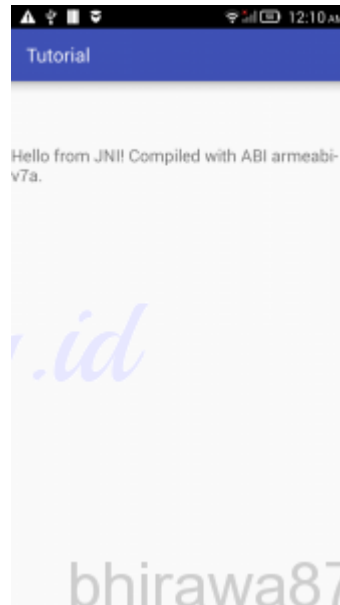 12:10 AM
Tutorial
Hello from JNI! Compiled with ABI armeabi-
v7a.
.id
bhirawa87